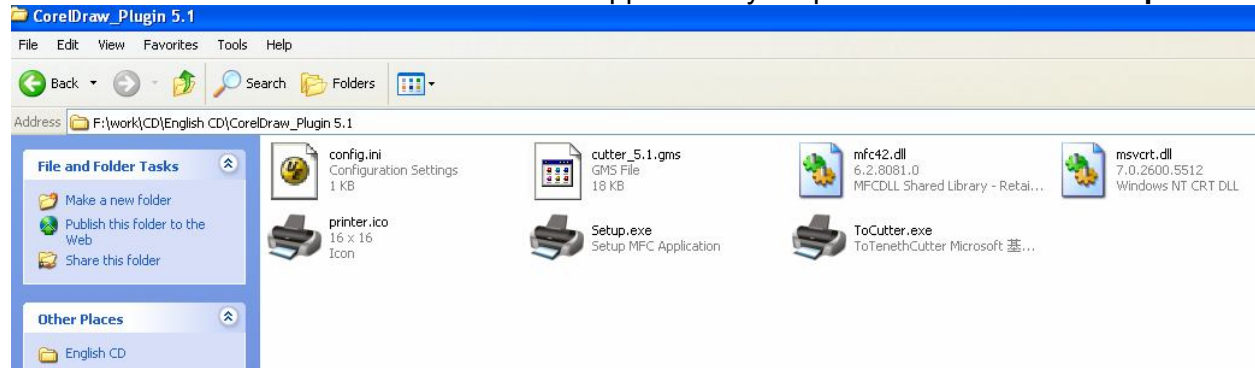 CorelDraw_Plugin 5.1
File Edit View Favorites Tools Help
Back Search Folders
Address F:\work\CD\English CD\CorelDraw_Plugin 5.1
File and Folder Tasks
Make a new folder
Publish this folder to the
Web
Share this folder
Other Places
English CD
config.ini
Configuration Settings
1 KB
cutter_5.1.gms
GMS File
18 KB
mfc42.dll
6.2.8081.0
MFCDLL Shared Library - Retai...
msvcrt.dll
7.0.2600.5512
Windows NT CRT DLL
printer.ico
16 x 16
Icon
Setup.exe
Setup MFC Application
ToCutter.exe
ToTenethCutter Microsoft 基...